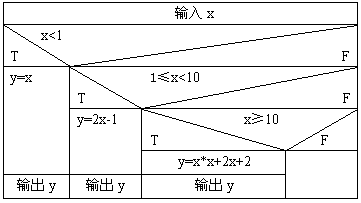 输入 x
x<1
T F
y=x 1≤x<10
T F
y=2x-1 x≥10
T F
y=x*x+2x+2
输出 y 输出 y 输出 y